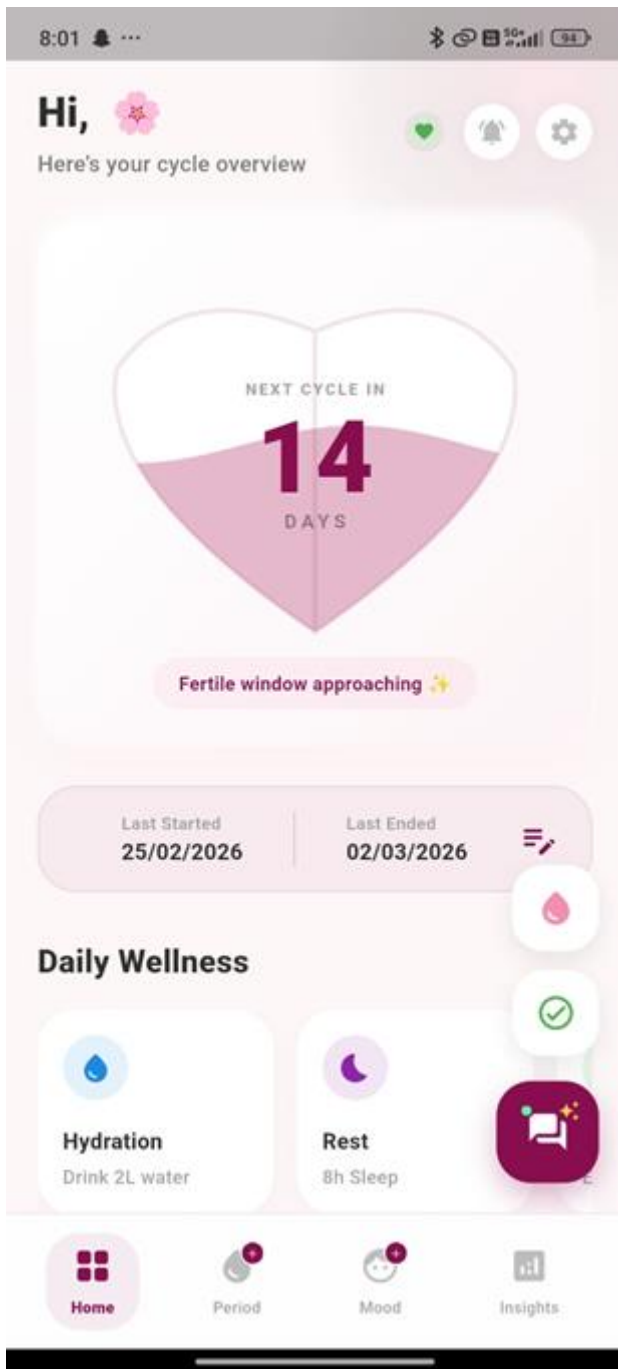 8:01 ...
5G+
94
Hi, 🌸
Here's your cycle overview
NEXT CYCLE IN
14
DAYS
Fertile window approaching ✨
Last Started
Last Ended
25/02/2026
02/03/2026
Daily Wellness
Hydration
Rest
Drink 2L water
8h Sleep
Home
Period
Mood
Insights